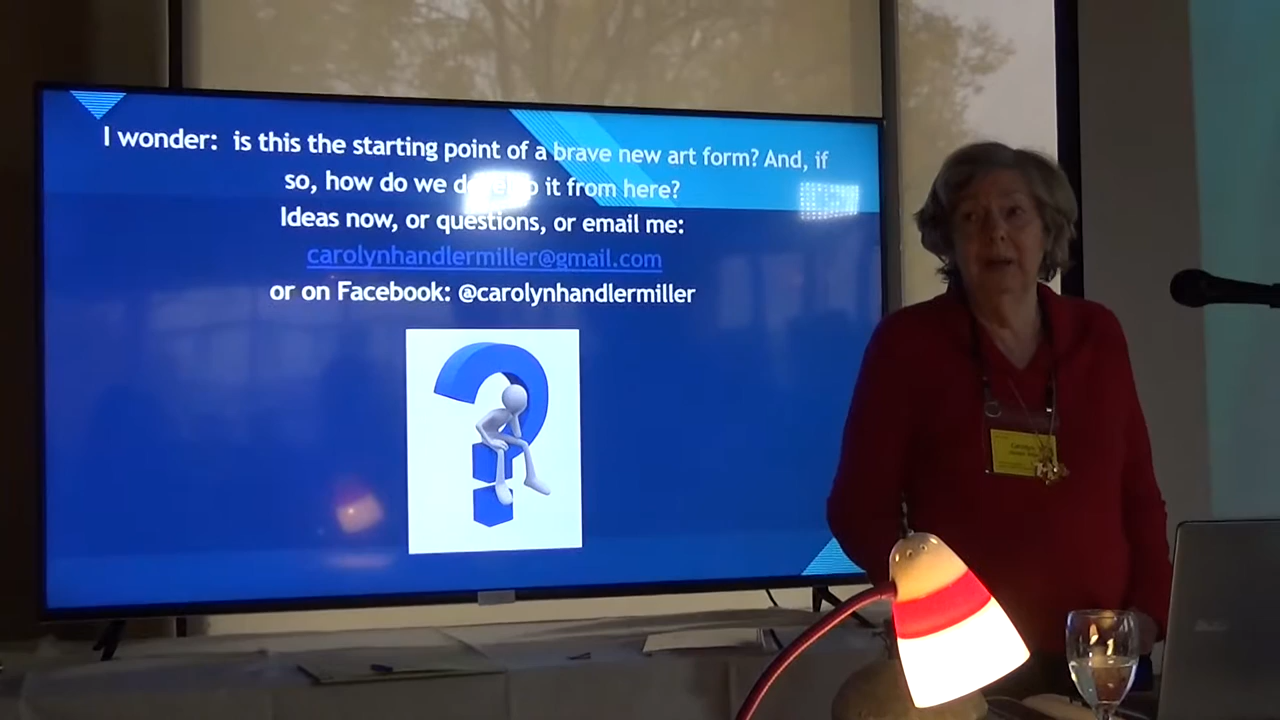 I wonder: is this the starting point of a brave new art form? And, if
so, how do we it from here?
Ideas now, or questions, or email me:
carolynhandlermiller@gmail.com
or on Facebook: @carolynhandlermiller
Carolyn